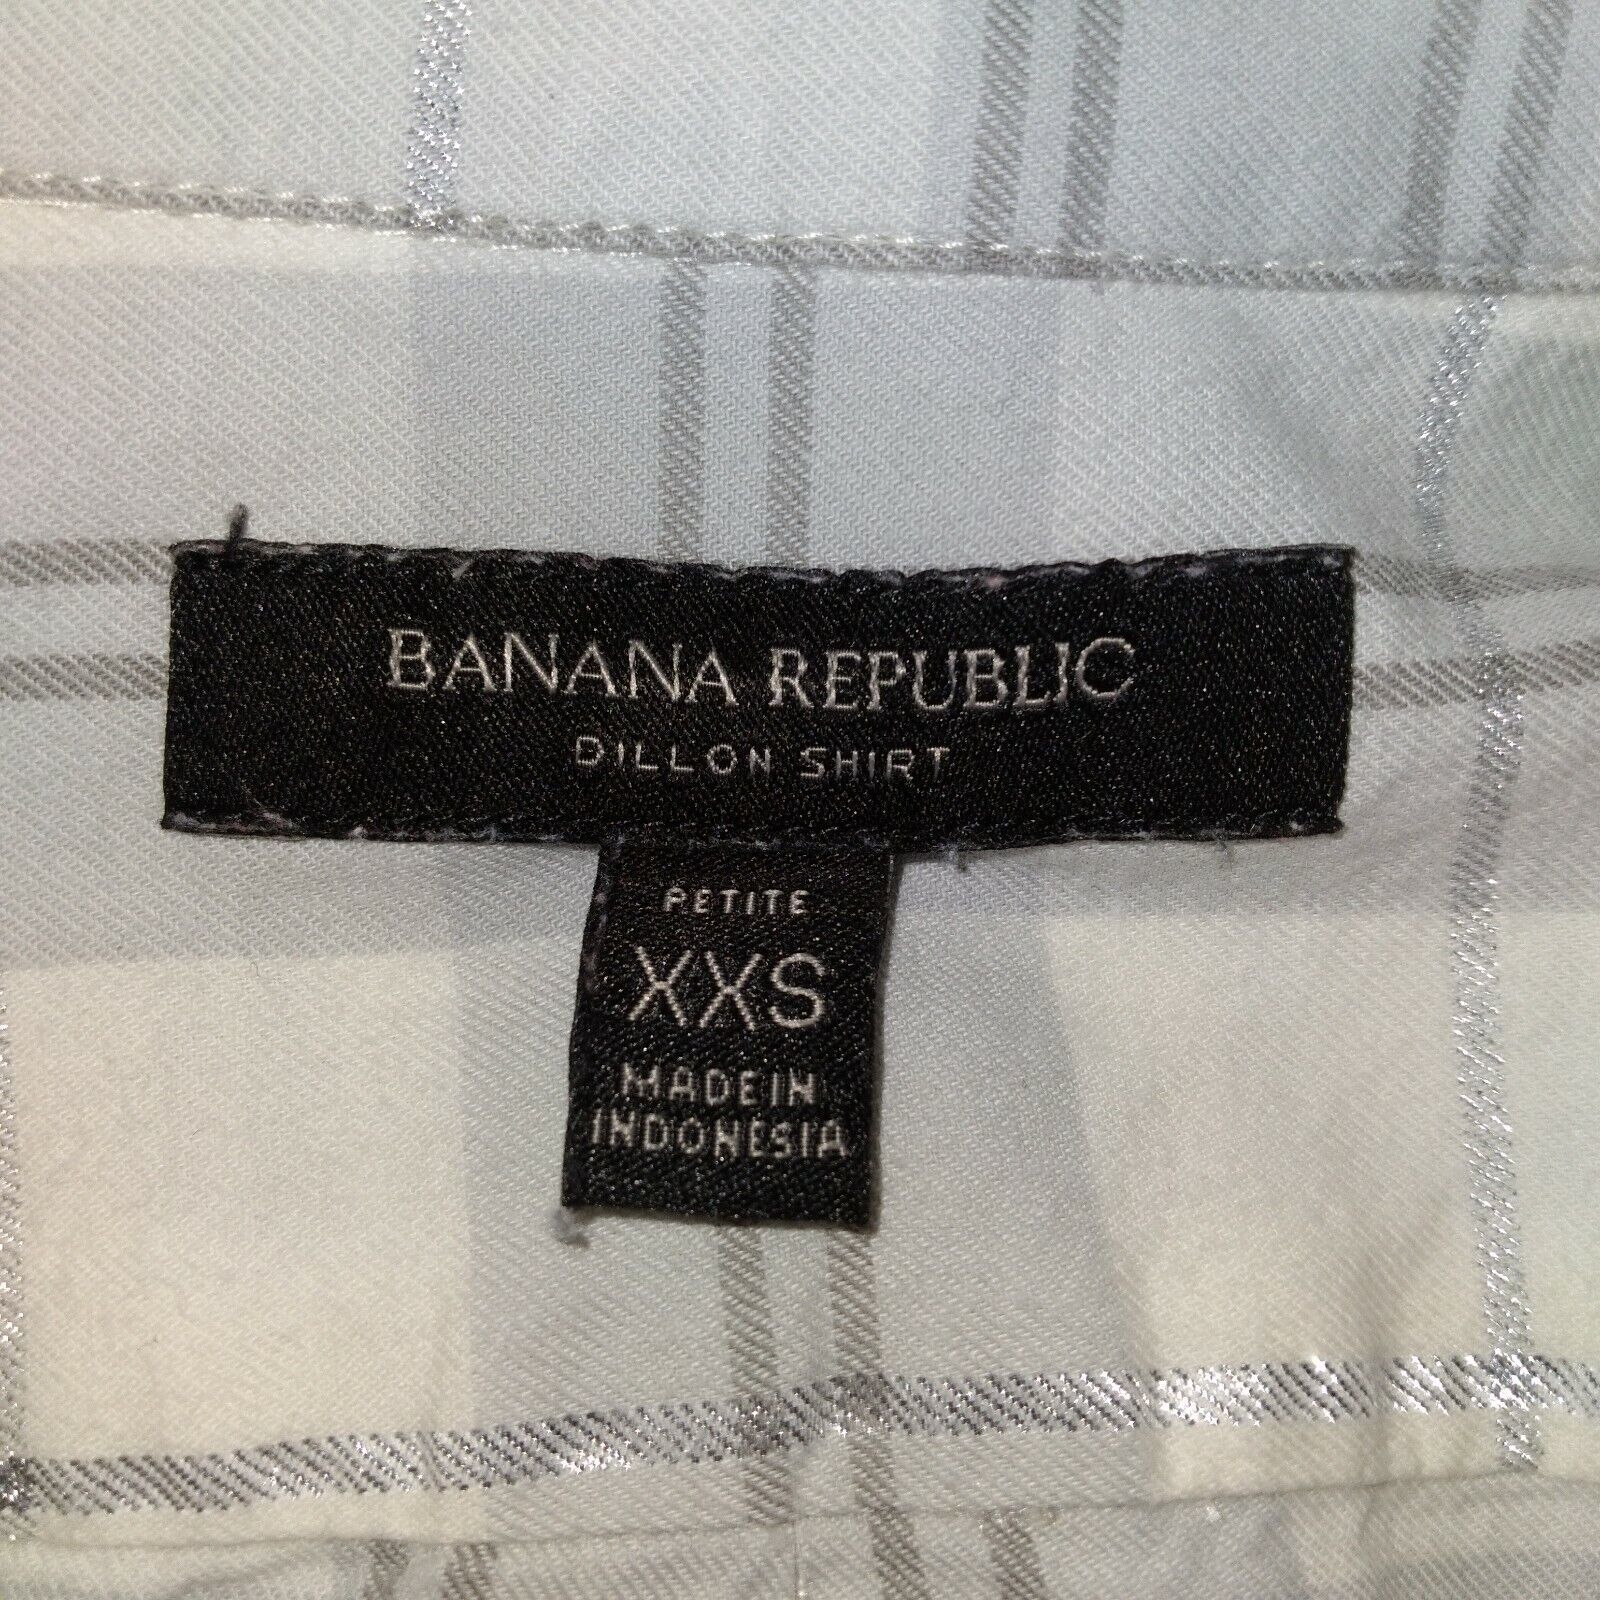 BANANA REPUBLIC
DILLON SHIRT
PETITE
XXS
MADE IN
INDONESIA